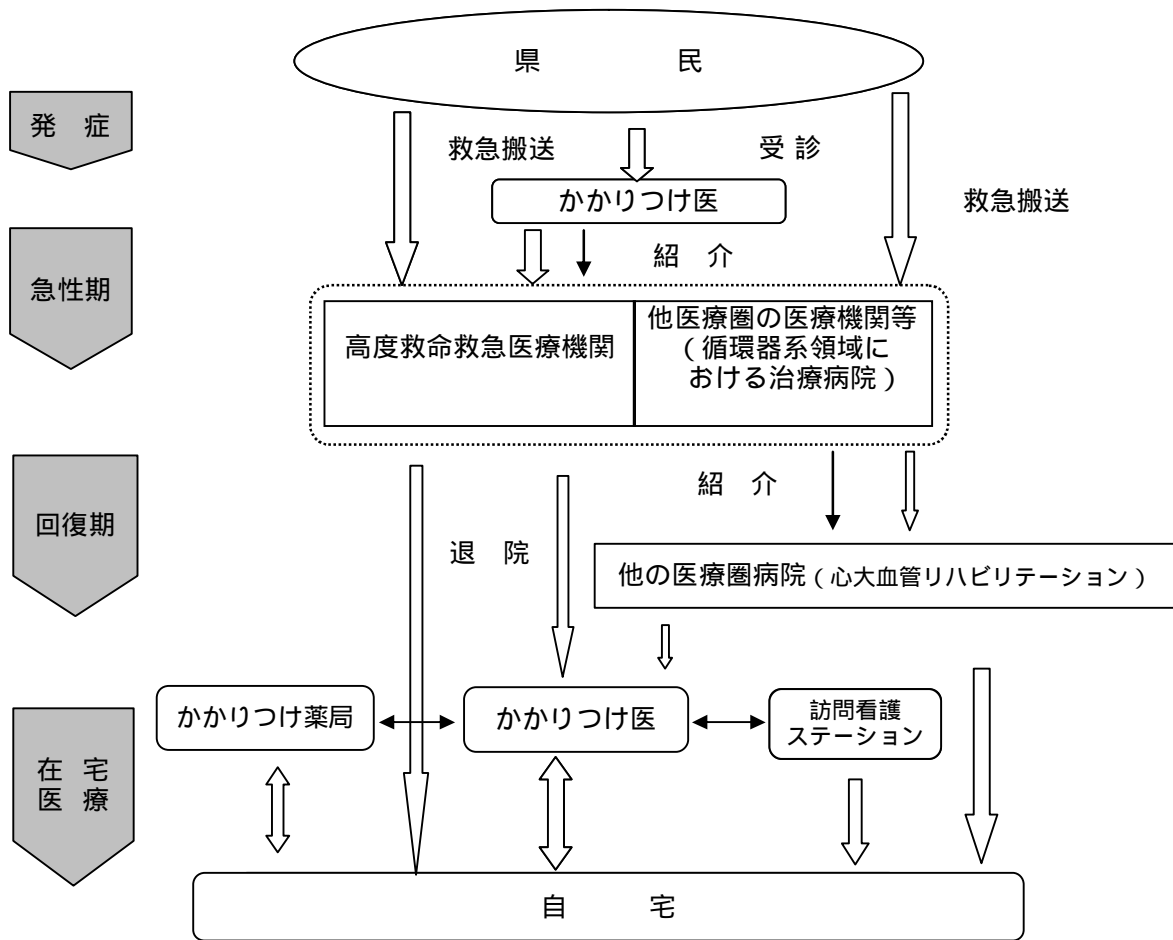 県　　　民
発　症
救急搬送
受 診
かかりつけ医
救急搬送
紹　介
急性期
高度救命救急医療機関
他医療圏の医療機関等
（循環器系領域に
おける治療病院）
紹　介
回復期
退　院
他の医療圏病院（心大血管リハビリテーション）
かかりつけ薬局
かかりつけ医
訪問看護
ステーション
在　宅
医　療
自　　　宅